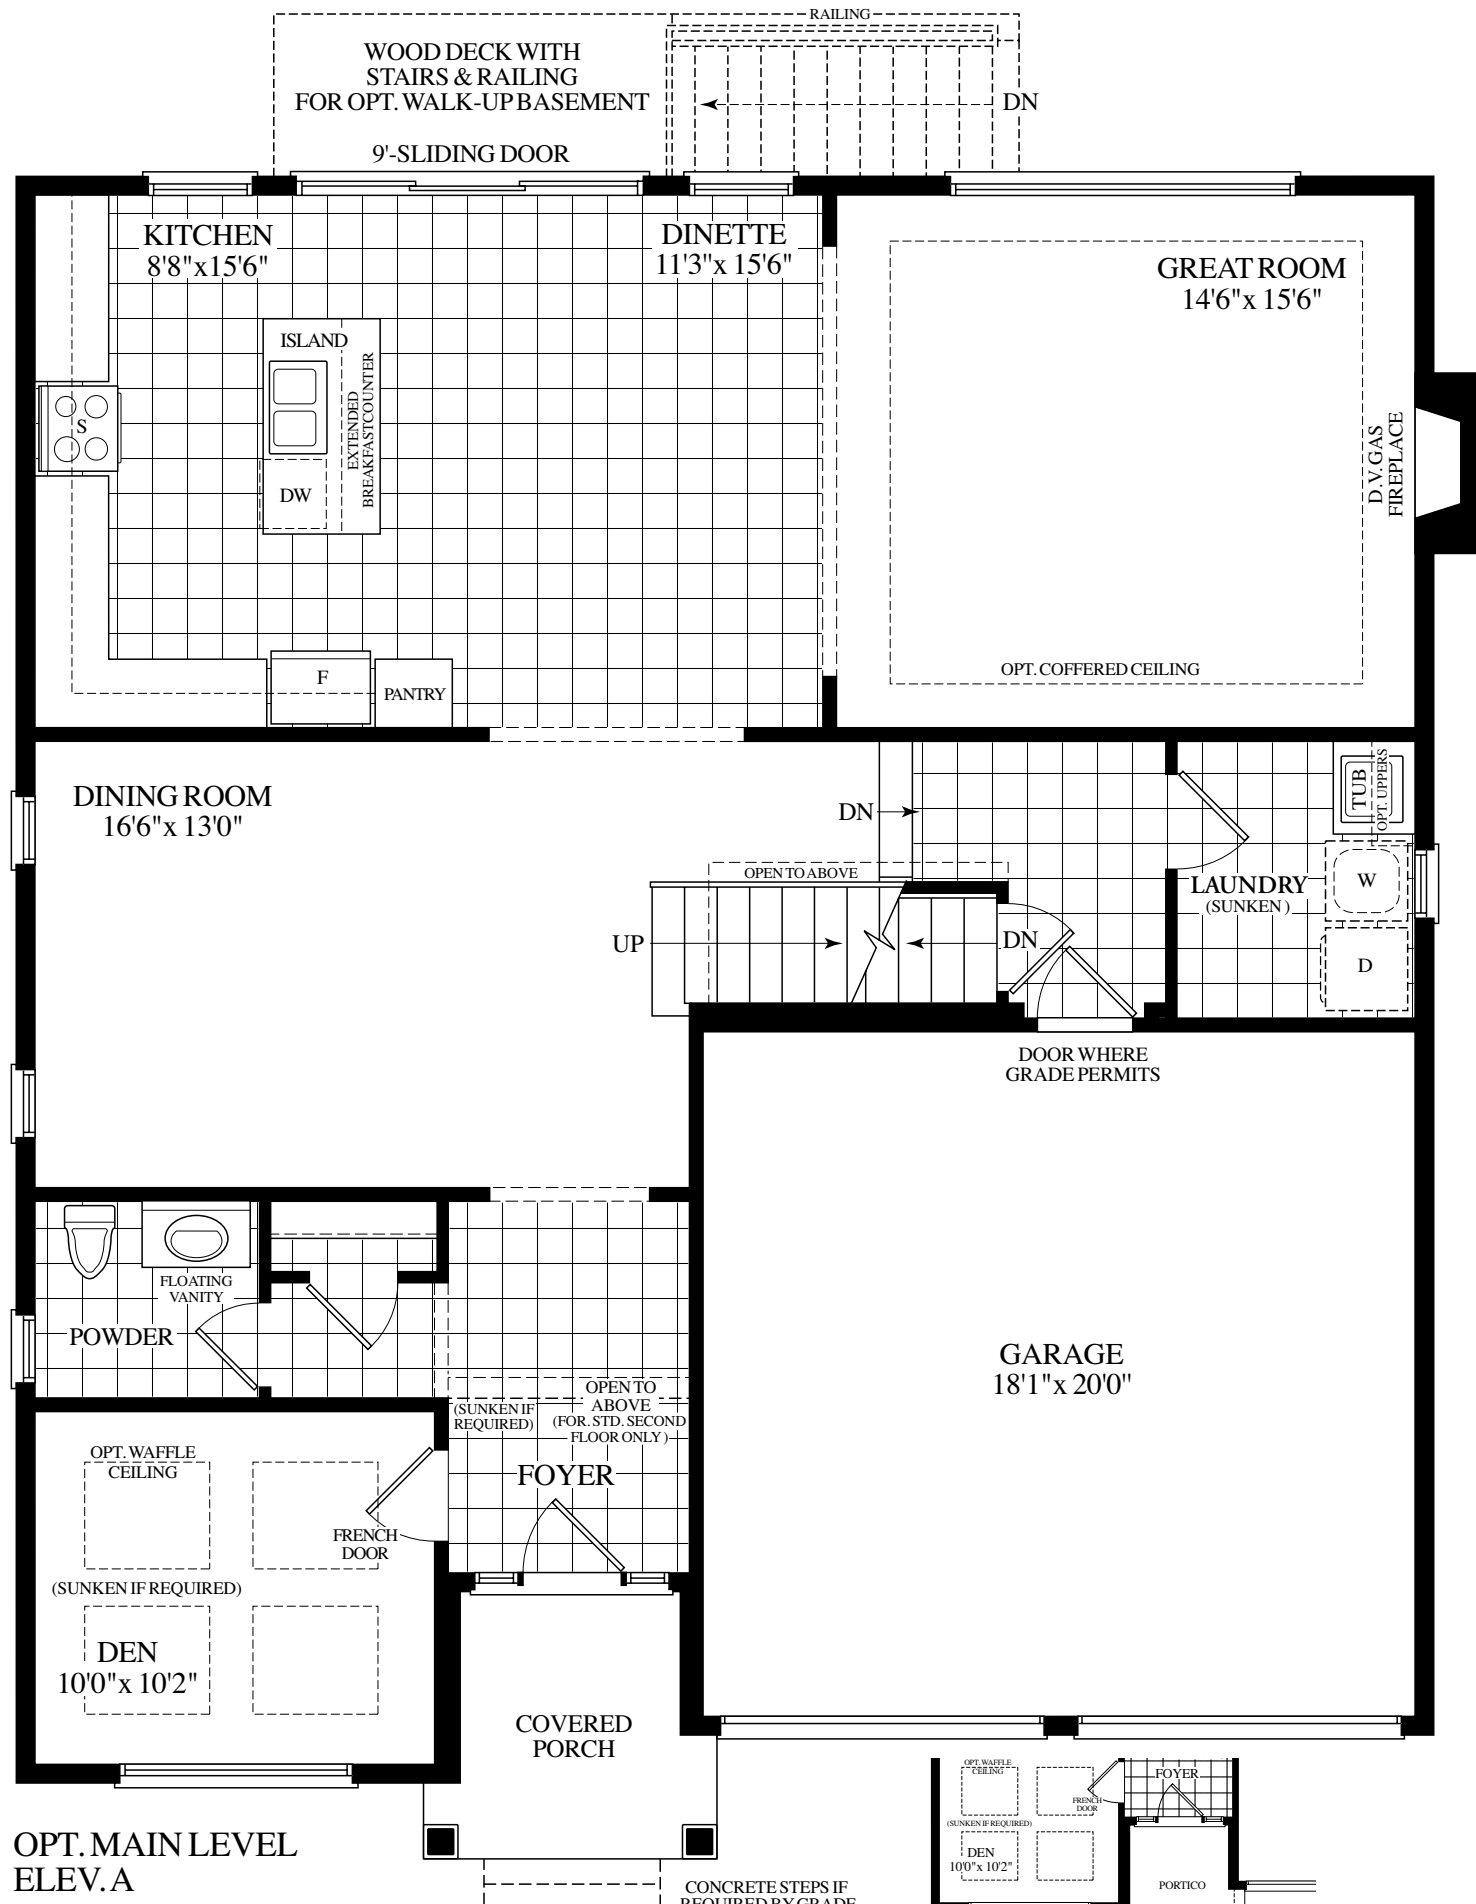 RAILING
WOOD DECK WITH
STAIRS & RAILING
FOR OPT. WALK-UP BASEMENT
DN
9'-SLIDING DOOR
KITCHEN
8'8"x15'6"
DINETTE
11'3"x 15'6"
GREAT ROOM
14'6"x 15'6"
ISLAND
EXTENDED
BREAKFAST COUNTER
S
DW
D.V. GAS
FIREPLACE
F
PANTRY
OPT. COFFERED CEILING
DINING ROOM
16'6"x 13'0"
DN
TUB
OPT. UPPERS
OPEN TO ABOVE
LAUNDRY
(SUNKEN)
W
UP
DN
D
DOOR WHERE
GRADE PERMITS
FLOATING
VANITY
POWDER
GARAGE
18'1"x 20'0"
(SUNKEN IF
REQUIRED)
OPEN TO
ABOVE
(FOR. STD. SECOND
FLOOR ONLY)
FOYER
OPT. WAFFLE
CEILING
FRENCH
DOOR
(SUNKEN IF REQUIRED)
DEN
10'0"x 10'2"
COVERED
PORCH
OPT. WAFFLE
CEILING
FOYER
FRENCH
DOOR
(SUNKEN IF REQUIRED)
DEN
10'0"x 10'2"
PORTICO
OPT. MAIN LEVEL
ELEV. A
CONCRETE STEPS IF
REQUIRED BY GRADE